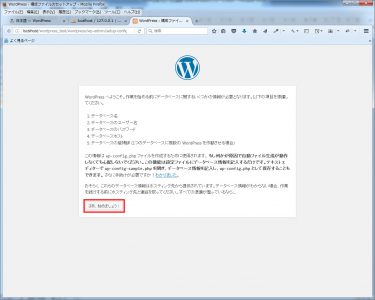 WordPress › 構成ファイルのセットアップ - Mozilla Firefox
ファイル(F) 編集(E) 表示(V) 履歴(S) ブックマーク(B) ツール(T) ヘルプ(H)
日本語 — WordPress
localhost / 127.0.0.1
WordPress › 構成ファイル...
localhost/wordpress_test/wordpress/wp-admin/setup-config
検索
よく見るページ
WordPress へようこそ。作業を始める前にデータベースに関するいくつかの情報が必要となります。以下の項目を準備してください。
1. データベース名
2. データベースのユーザー名
3. データベースのパスワード
4. データベースホスト
5. データベースの接頭辞 (1つのデータベースに複数の WordPress を作動させる場合)
この情報は wp-config.php ファイルを作成するために使用されます。もし何かが原因で自動ファイル生成が動作
しなくても心配しないでください。この機能は設定ファイルにデータベース情報を記入するだけです。テキストエ
ディターで wp-config-sample.php を開き、データベース情報を記入し、wp-config.php として保存することもで
きます。さらに手助けが必要ですか？わかりました。
おそらく、これらのデータベース情報はホスティング先から提供されています。データベース情報がわからない場合、作業
を続行する前にホスティング先と連絡を取ってください。すべての準備が整っているなら…
さあ、始めましょう!